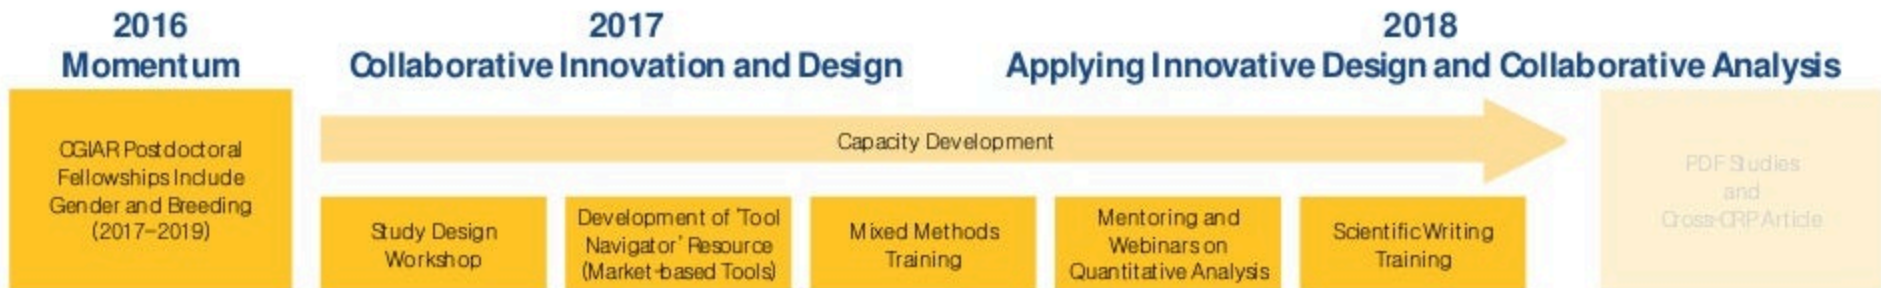 2016
Momentum
2017
Collaborative Innovation and Design
2018
Applying Innovative Design and Collaborative Analysis
CGIAR Postdoctoral
Fellowships Include
Gender and Breeding
(2017–2019)
Capacity Development
Study Design
Workshop
Development of 'Tool
Navigator' Resource
(Market-based Tools)
Mixed Methods
Training
Mentoring and
Webinars on
Quantitative Analysis
Scientific Writing
Training
PDF Studies
and
Cross-CRP Article